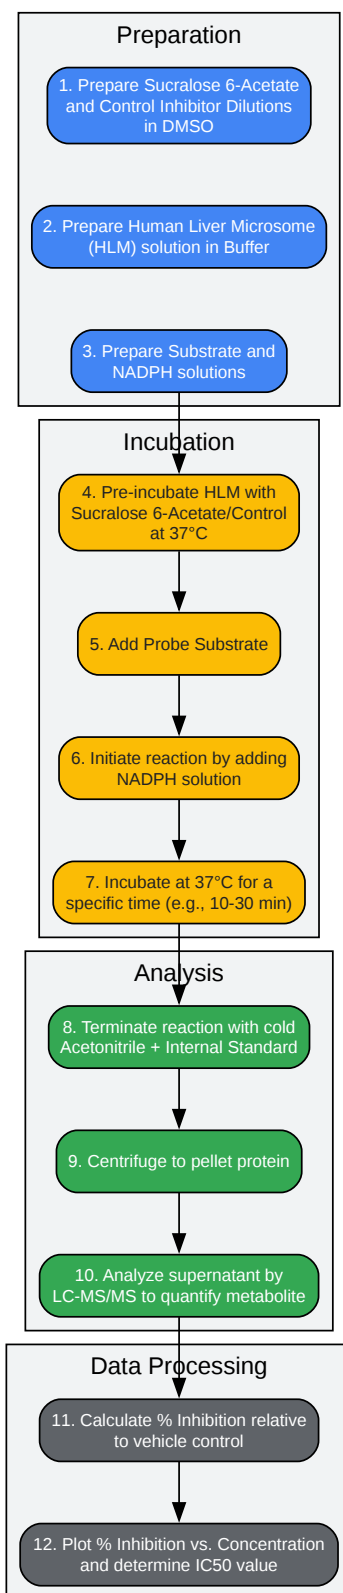 Preparation
1. Prepare Sucralose 6-Acetate
and Control Inhibitor Dilutions
in DMSO
2. Prepare Human Liver Microsome
(HLM) solution in Buffer
3. Prepare Substrate and
NADPH solutions
Incubation
4. Pre-incubate HLM with
Sucralose 6-Acetate/Control
at 37°C
5. Add Probe Substrate
6. Initiate reaction by adding
NADPH solution
7. Incubate at 37°C for a
specific time (e.g., 10-30 min)
Analysis
8. Terminate reaction with cold
Acetonitrile + Internal Standard
9. Centrifuge to pellet protein
10. Analyze supernatant by
LC-MS/MS to quantify metabolite
Data Processing
11. Calculate % Inhibition relative
to vehicle control
12. Plot % Inhibition vs. Concentration
and determine IC50 value